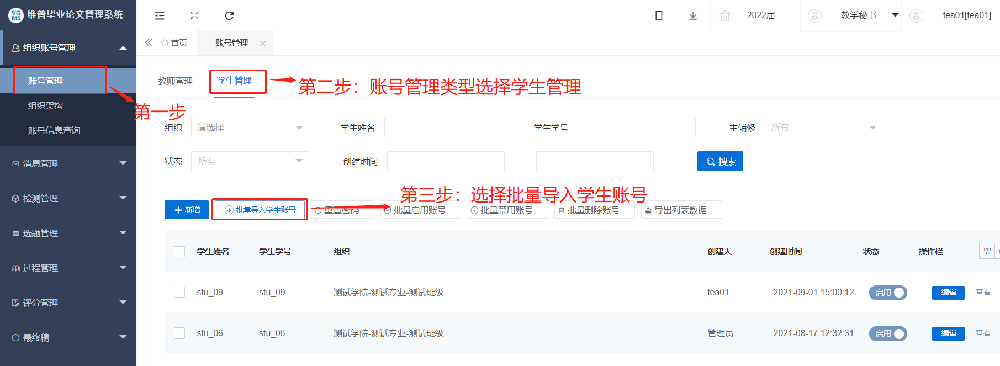 VG
MS
维普毕业论文管理系统
2022届
教学秘书
tea01[tea01]
组织账号管理
首页
账号管理
账号管理
教师管理
学生管理
第二步：账号管理类型选择学生管理
组织架构
第一步
账号信息查询
组织
请选择
学生姓名
学生学号
主辅修
所有
状态
所有
创建时间
搜索
消息管理
检测管理
第三步：选择批量导入学生账号
新增
批量导入学生账号
重置密码
批量启用账号
批量禁用账号
批量删除账号
导出列表数据
选题管理
学生姓名 学生学号 组织 创建人 创建时间 状态 操作栏
过程管理
stu_09 stu_09 测试学院-测试专业-测试班级 tea01 2021-09-01 15:00:12 启用 编辑 查看
评分管理
stu_06 stu_06 测试学院-测试专业-测试班级 管理员 2021-08-17 12:32:31 启用 编辑 查看
最终稿